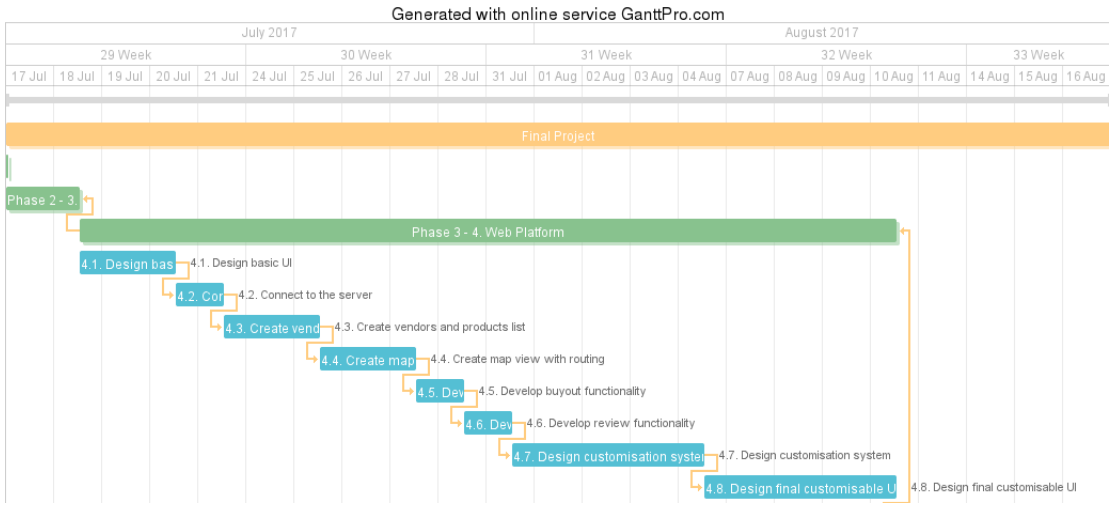 Generated with online service GanttPro.com
July 2017 August 2017
29 Week 30 Week 31 Week 32 Week 33 Week
17 Jul 18 Jul 19 Jul 20 Jul 21 Jul 24 Jul 25 Jul 26 Jul 27 Jul 28 Jul 31 Jul 01 Aug 02 Aug 03 Aug 04 Aug 07 Aug 08 Aug 09 Aug 10 Aug 11 Aug 14 Aug 15 Aug 16 Aug
Final Project
Phase 2 - 3.
Phase 3 - 4. Web Platform
4.1. Design bas 4.1. Design basic UI
4.2. Cor 4.2. Connect to the server
4.3. Create vend 4.3. Create vendors and products list
4.4. Create map 4.4. Create map view with routing
4.5. Dev 4.5. Develop buyout functionality
4.6. Dev 4.6. Develop review functionality
4.7. Design customisation system 4.7. Design customisation system
4.8. Design final customisable U 4.8. Design final customisable UI